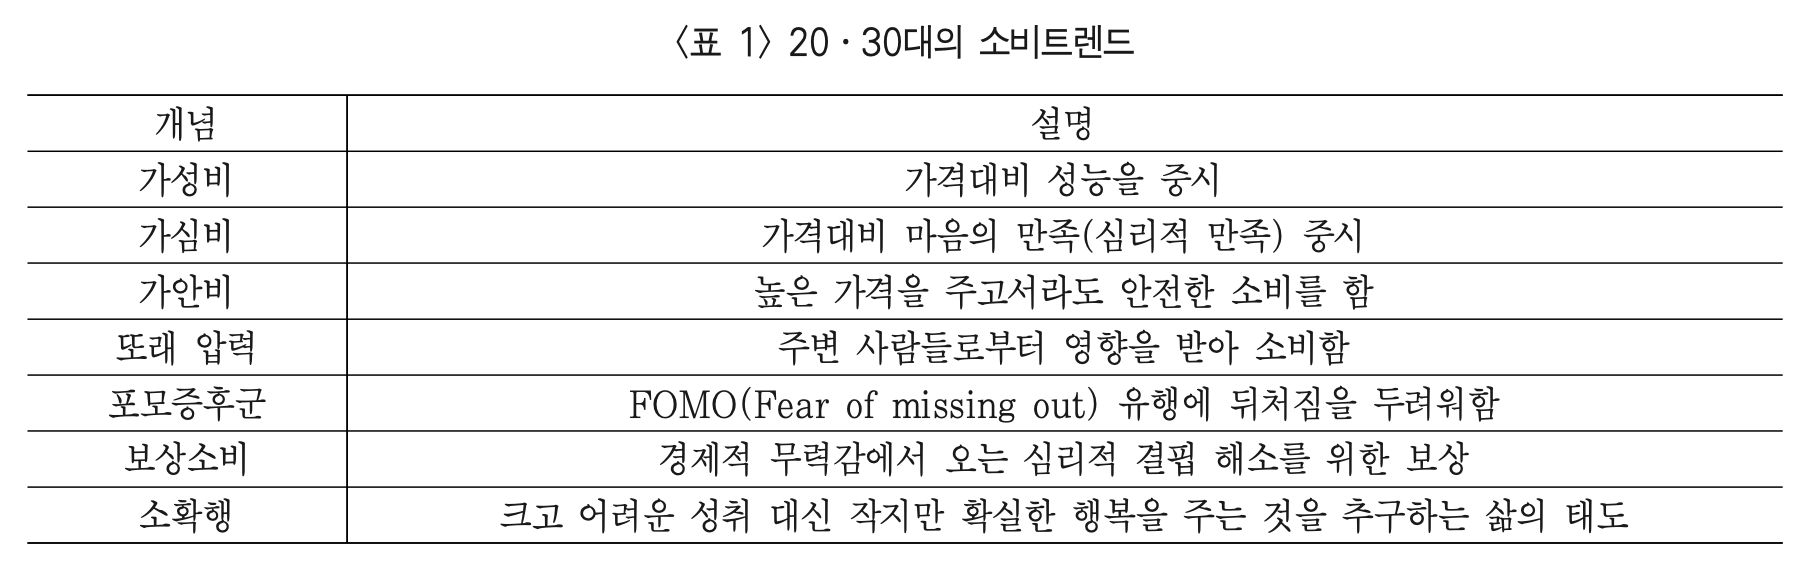 〈표 1〉 20·30대의 소비트렌드
개념 설명
가성비 가격대비 성능을 중시
가심비 가격대비 마음의 만족(심리적 만족) 중시
가안비 높은 가격을 주고서라도 안전한 소비를 함
또래 압력 주변 사람들로부터 영향을 받아 소비함
포모증후군 FOMO(Fear of missing out) 유행에 뒤처짐을 두려워함
보상소비 경제적 무력감에서 오는 심리적 결핍 해소를 위한 보상
소확행 크고 어려운 성취 대신 작지만 확실한 행복을 주는 것을 추구하는 삶의 태도